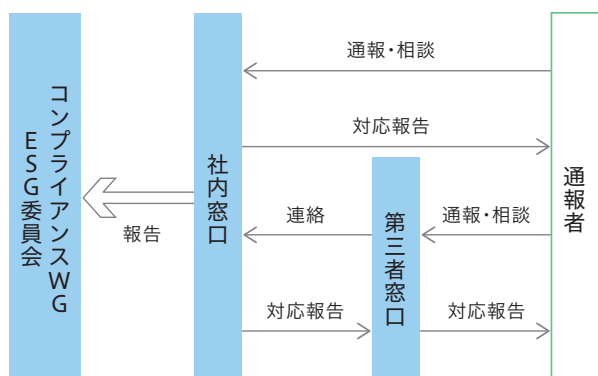 通報・相談
対応報告
コンプライアンスWG
ESG委員会
報告
社内窓口
連絡
対応報告
第三者窓口
通報・相談
対応報告
通報者